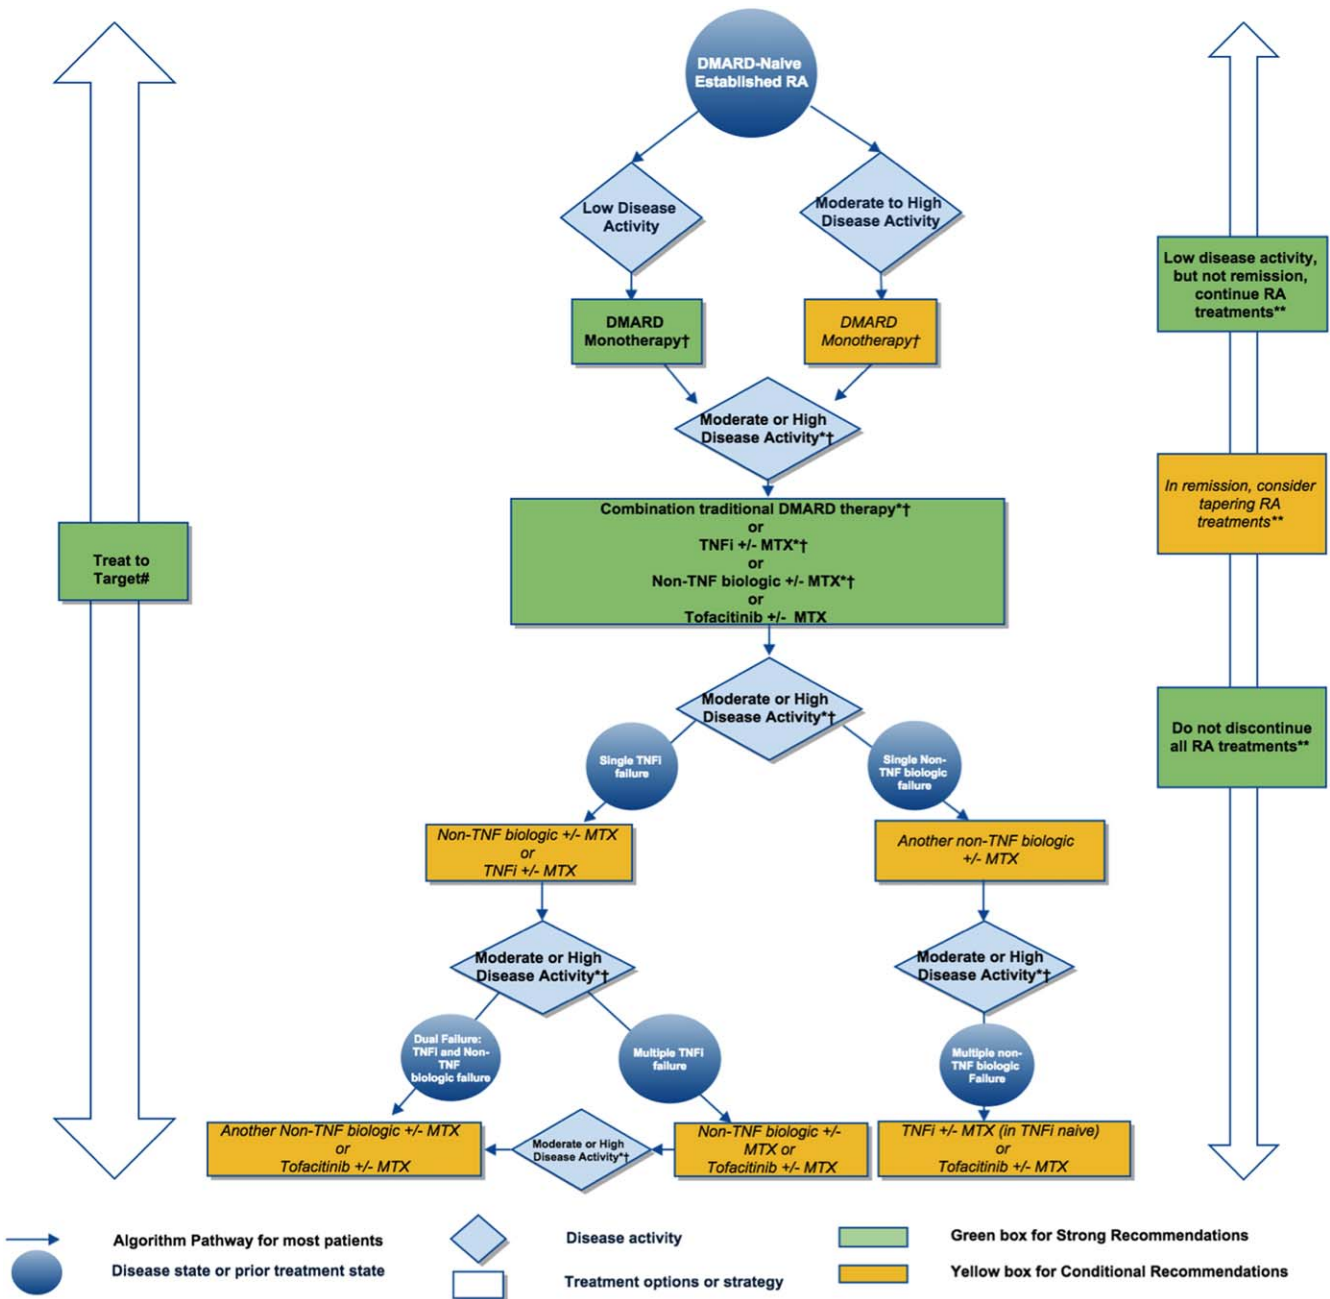 DMARD-Naive
Established RA
Low Disease
Activity
Moderate to High
Disease Activity
DMARD
Monotherapy†
DMARD
Monotherapy†
Moderate or High
Disease Activity*†
Combination traditional DMARD therapy*†
or
TNFi +/- MTX*†
or
Non-TNF biologic +/- MTX*†
or
Tofacitinib +/- MTX
Moderate or High
Disease Activity*†
Single TNFi
failure
Single Non-
TNF biologic
failure
Non-TNF biologic +/- MTX
or
TNFi +/- MTX
Another non-TNF biologic
+/- MTX
Moderate or High
Disease Activity*†
Moderate or High
Disease Activity*†
Dual Failure:
TNFi and Non-
TNF
biologic failure
Multiple TNFi
failure
Multiple non-
TNF biologic
Failure
Another Non-TNF biologic +/- MTX
or
Tofacitinib +/- MTX
Moderate or High
Disease Activity*†
Non-TNF biologic +/-
MTX or
Tofacitinib +/- MTX
TNFi +/- MTX (in TNFi naive)
or
Tofacitinib +/- MTX
Treat to
Target#
Low disease activity,
but not remission,
continue RA
treatments**
In remission, consider
tapering RA
treatments**
Do not discontinue
all RA treatments**
Algorithm Pathway for most patients
Disease state or prior treatment state
Disease activity
Treatment options or strategy
Green box for Strong Recommendations
Yellow box for Conditional Recommendations